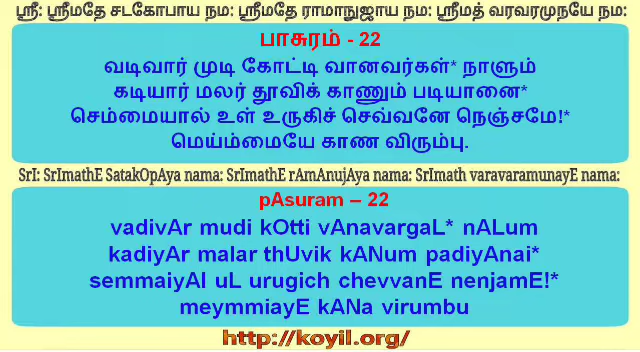 ஸ்ரீ: ஸ்ரீமதே சடகோபாய நம: ஸ்ரீமதே ராமாநுஜாய நம: ஸ்ரீமத் வரவரமுநயே நம:
பாசுரம் - 22
வடிவார் முடி கோட்டி வானவர்கள்* நாளும்
கடியார் மலர் தூவிக் காணும் படியானை*
செம்மையால் உள் உருகிச் செவ்வனே நெஞ்சமே!*
மெய்ம்மையே காண விரும்பு.
SrI: SrImathE SatakOpAya nama: SrImathE rAmAnujAya nama: SrImath varavaramunayE nama:
pAsuram – 22
vadivAr mudi kOtti vAnavargaL* nALum
kadiyAr malar thUvik kANum padiyAnai*
semmaiyAl uL urugich chevvanE nenjamE!*
meymmiayE kANa virumbu
http://koyil.org/